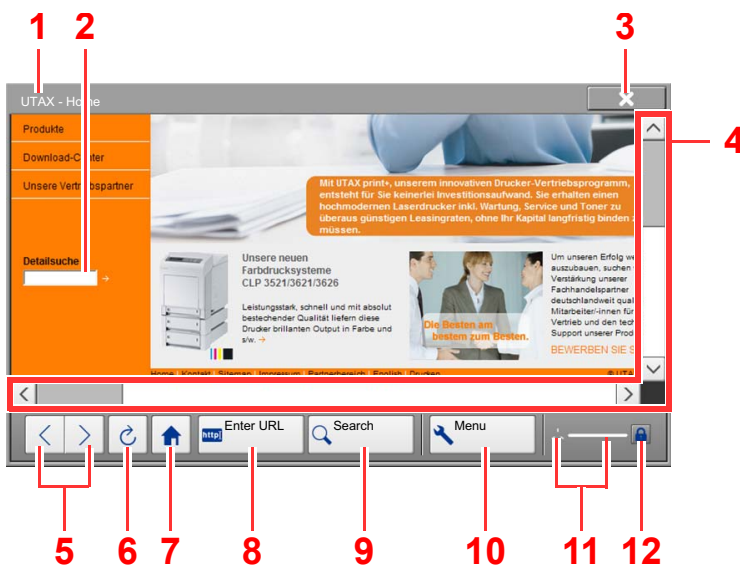 1
2
3
UTAX - Home
4
Produkte
Download-Center
Unsere Vertriebspartner
Mit UTAX print+, unserem innovativen Drucker-Vertriebsprogramm,
entsteht für Sie keinerlei Investitionsaufwand. Sie erhalten einen
hochmodernen Laserdrucker inkl. Wartung, Service und Toner zu
überaus günstigen Leasingraten, ohne Ihr Kapital langfristig binden z
müssen.
Detailsuche
Unsere neuen
Farbdrucksysteme
CLP 3521/3621/3626
Leistungsstark, schnell und mit absolut
bestechender Qualität liefern diese
Drucker brillanten Output in Farbe und
s/w.
Die Besten am
bestem zum Besten.
Um unseren Erfolg we
auszubauen, suchen
Verstärkung unserer
Fachhandelspartner
deutschlandweit qual
Mitarbeiter/-innen für
Vertrieb und den tech
Support unserer Prod
BEWERBEN SIE S
Home Kontakt Sitemap Impressum Partnerbereich English Drucken © UTA
http Enter URL
Search
Menu
5
6
7
8
9
10
11
12